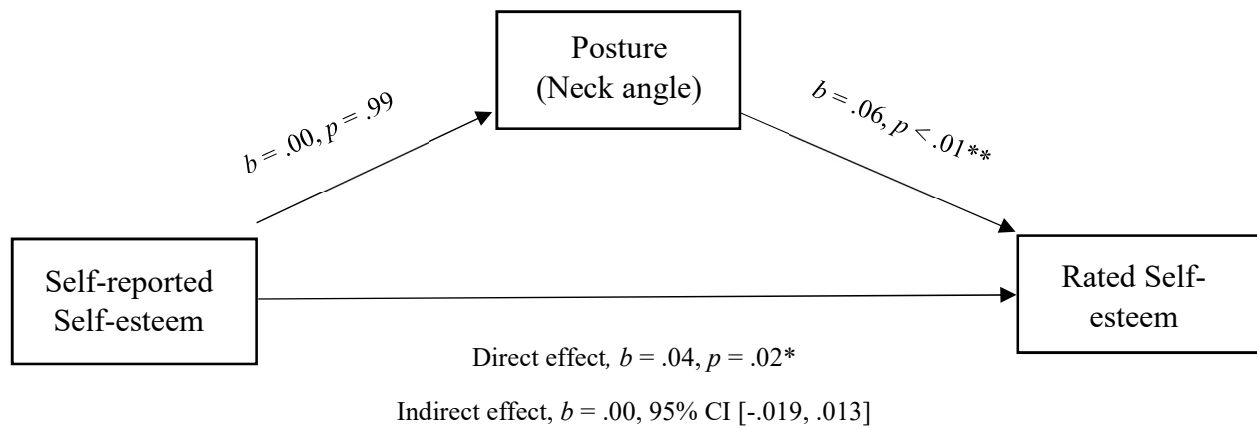 Posture
(Neck angle)
b = .00, p = .99
b = .06, p < .01**
Self-reported
Self-esteem
Rated Self-
esteem
Direct effect, b = .04, p = .02*
Indirect effect, b = .00, 95% CI [-.019, .013]